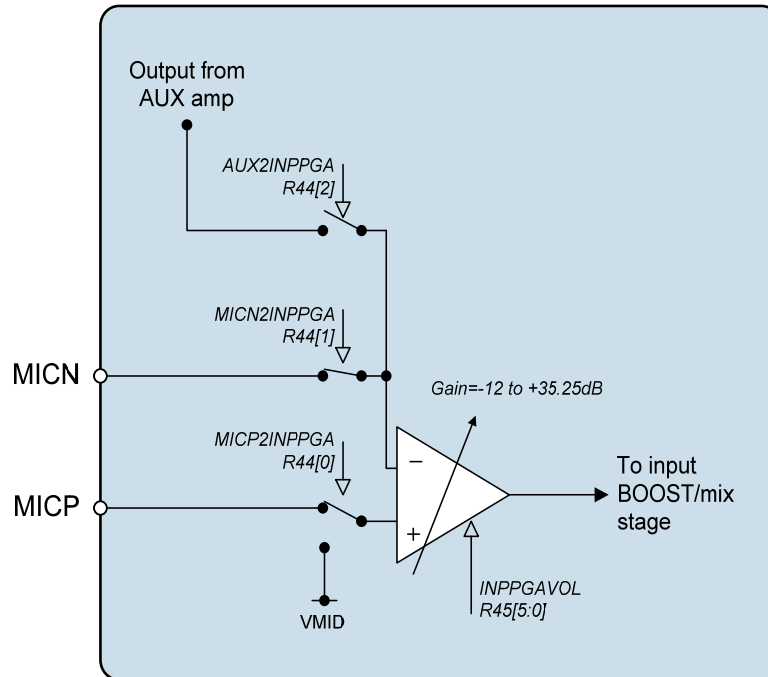 Output from
AUX amp
AUX2INPPGA
R44[2]
MICN2INPPGA
R44[1]
MICN
Gain=-12 to +35.25dB
MICP2INPPGA
R44[0]
MICP
−
+
To input
BOOST/mix
stage
INPPGAVOL
R45[5:0]
VMID